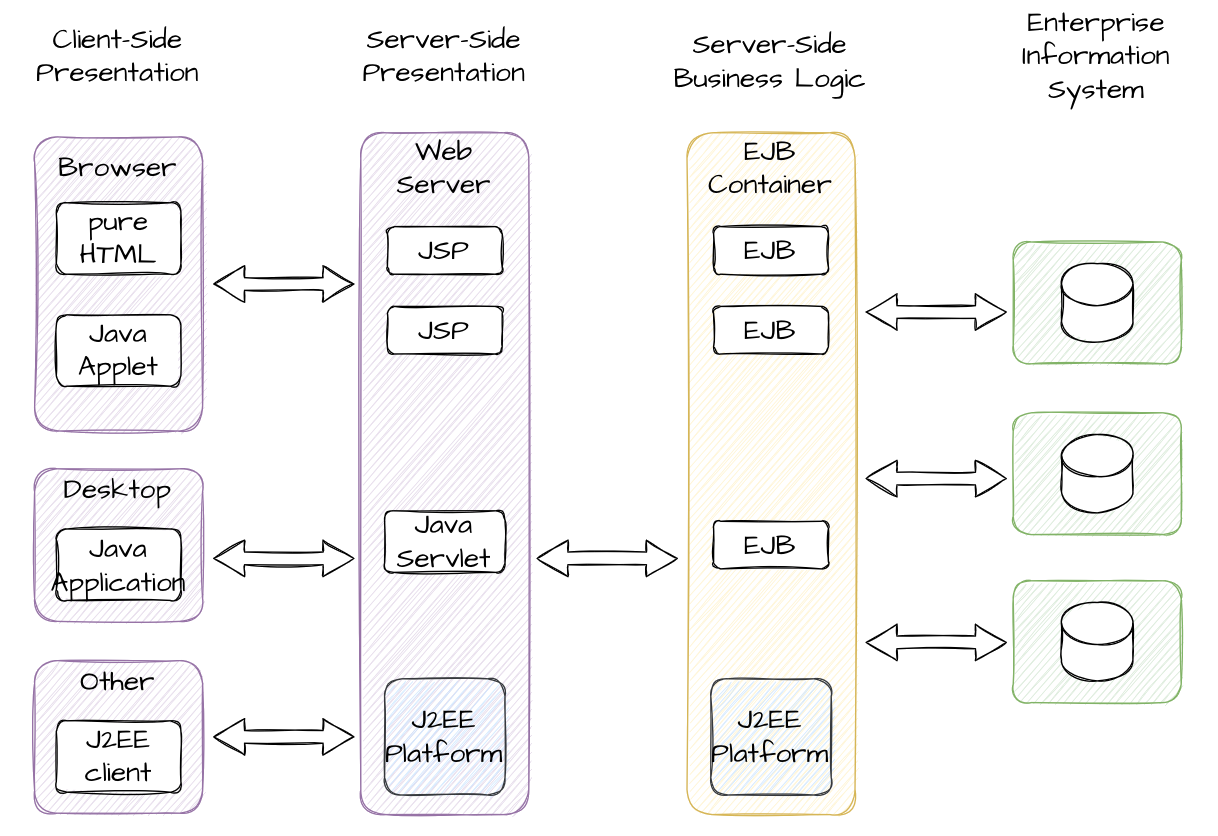 Client-Side
Presentation
Server-Side
Presentation
Server-Side
Business Logic
Enterprise
Information
System
Browser
pure
HTML
Java
Applet
Desktop
Java
Application
Other
J2EE
client
Web
Server
JSP
JSP
Java
Servlet
J2EE
Platform
EJB
Container
EJB
EJB
EJB
J2EE
Platform